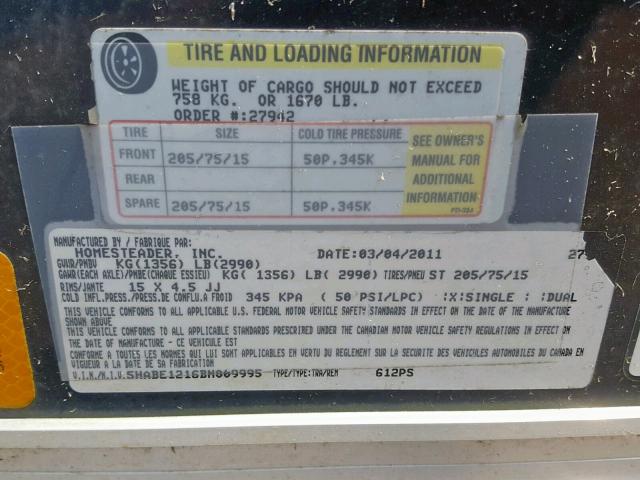 TIRE AND LOADING INFORMATION
WEIGHT OF CARGO SHOULD NOT EXCEED
758 KG. OR 1670 LB.
ORDER #:27942
TIRE SIZE COLD TIRE PRESSURE
FRONT 205/75/15 50P.345K
REAR
SPARE 205/75/15 50P.345K
SEE OWNER'S
MANUAL FOR
ADDITIONAL
INFORMATION
MANUFACTURED BY / FABRIQUE PAR:
HOMESTEADER, INC. DATE:03/04/2011 27
GVWR/PNBV KG(1356) LB(2990)
GAWR(EACH AXLE)/PNBE(CHAQUE ESSIEU) KG( 1356) LB( 2990) TIRES/PNEU ST 205/75/15
RIMS/JANTE 15 X 4.5 JJ
COLD INFL.PRESS./PRESS.DE CONFL.U A FROID 345 KPA ( 50 PSI/LPC) :X:SINGLE : :DUAL
THIS VEHICLE CONFORMS TO ALL APPLICABLE U.S. FEDERAL MOTOR VEHICLE SAFETY STANDARDS IN EFFECT ON THE DATE OF MANUFACTURE
SHOWN ABOVE
THIS VEHICLE CONFORMS TO ALL APPLICABLE STANDARDS PRESCRIRED UNDER THE CANADIAN MOTOR VEHICLE SAFETY REGULATIONS IN EFFECT ON
THE DATE OF MANUFACTURE -
CE VEHICULE EST CONFORME A TOUTES LES NORMES QUI LUI SONT APPLICABLES EN VERTU DU REGLEMENT SUR LA SECURITE DES VEHICULES AUTOMOBILES DU CANADA EN
VIGUEUR A LA DATE DE SA FABRICATION
V.I.N./N.I.V. 5HABE1216BM009995 TYPE/TYPE:TRA/REM 612PS